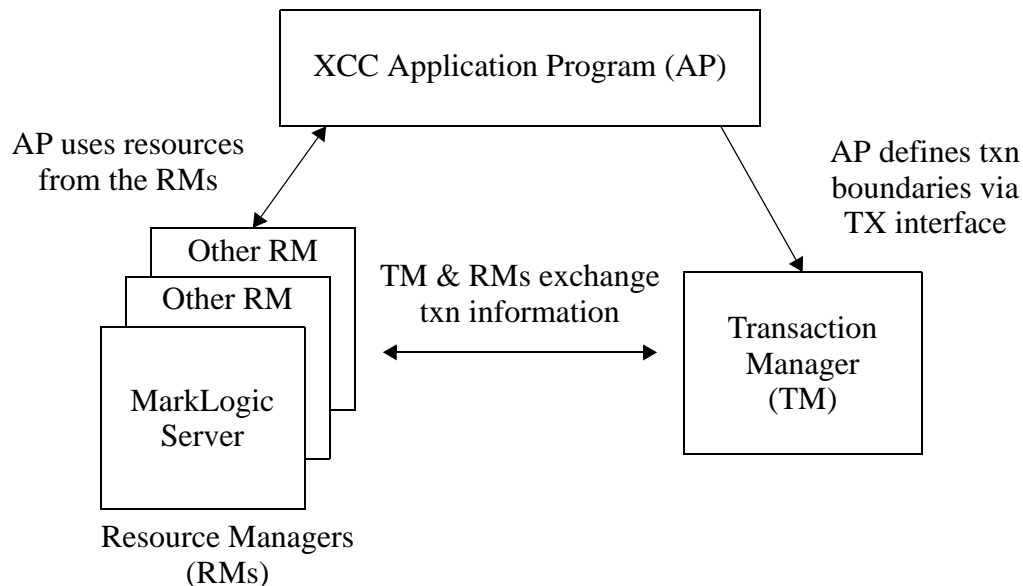 XCC Application Program (AP)
AP uses resources
from the RMs
AP defines txn
boundaries via
TX interface
Other RM
Other RM
MarkLogic
Server
TM & RMs exchange
txn information
Transaction
Manager
(TM)
Resource Managers
(RMs)